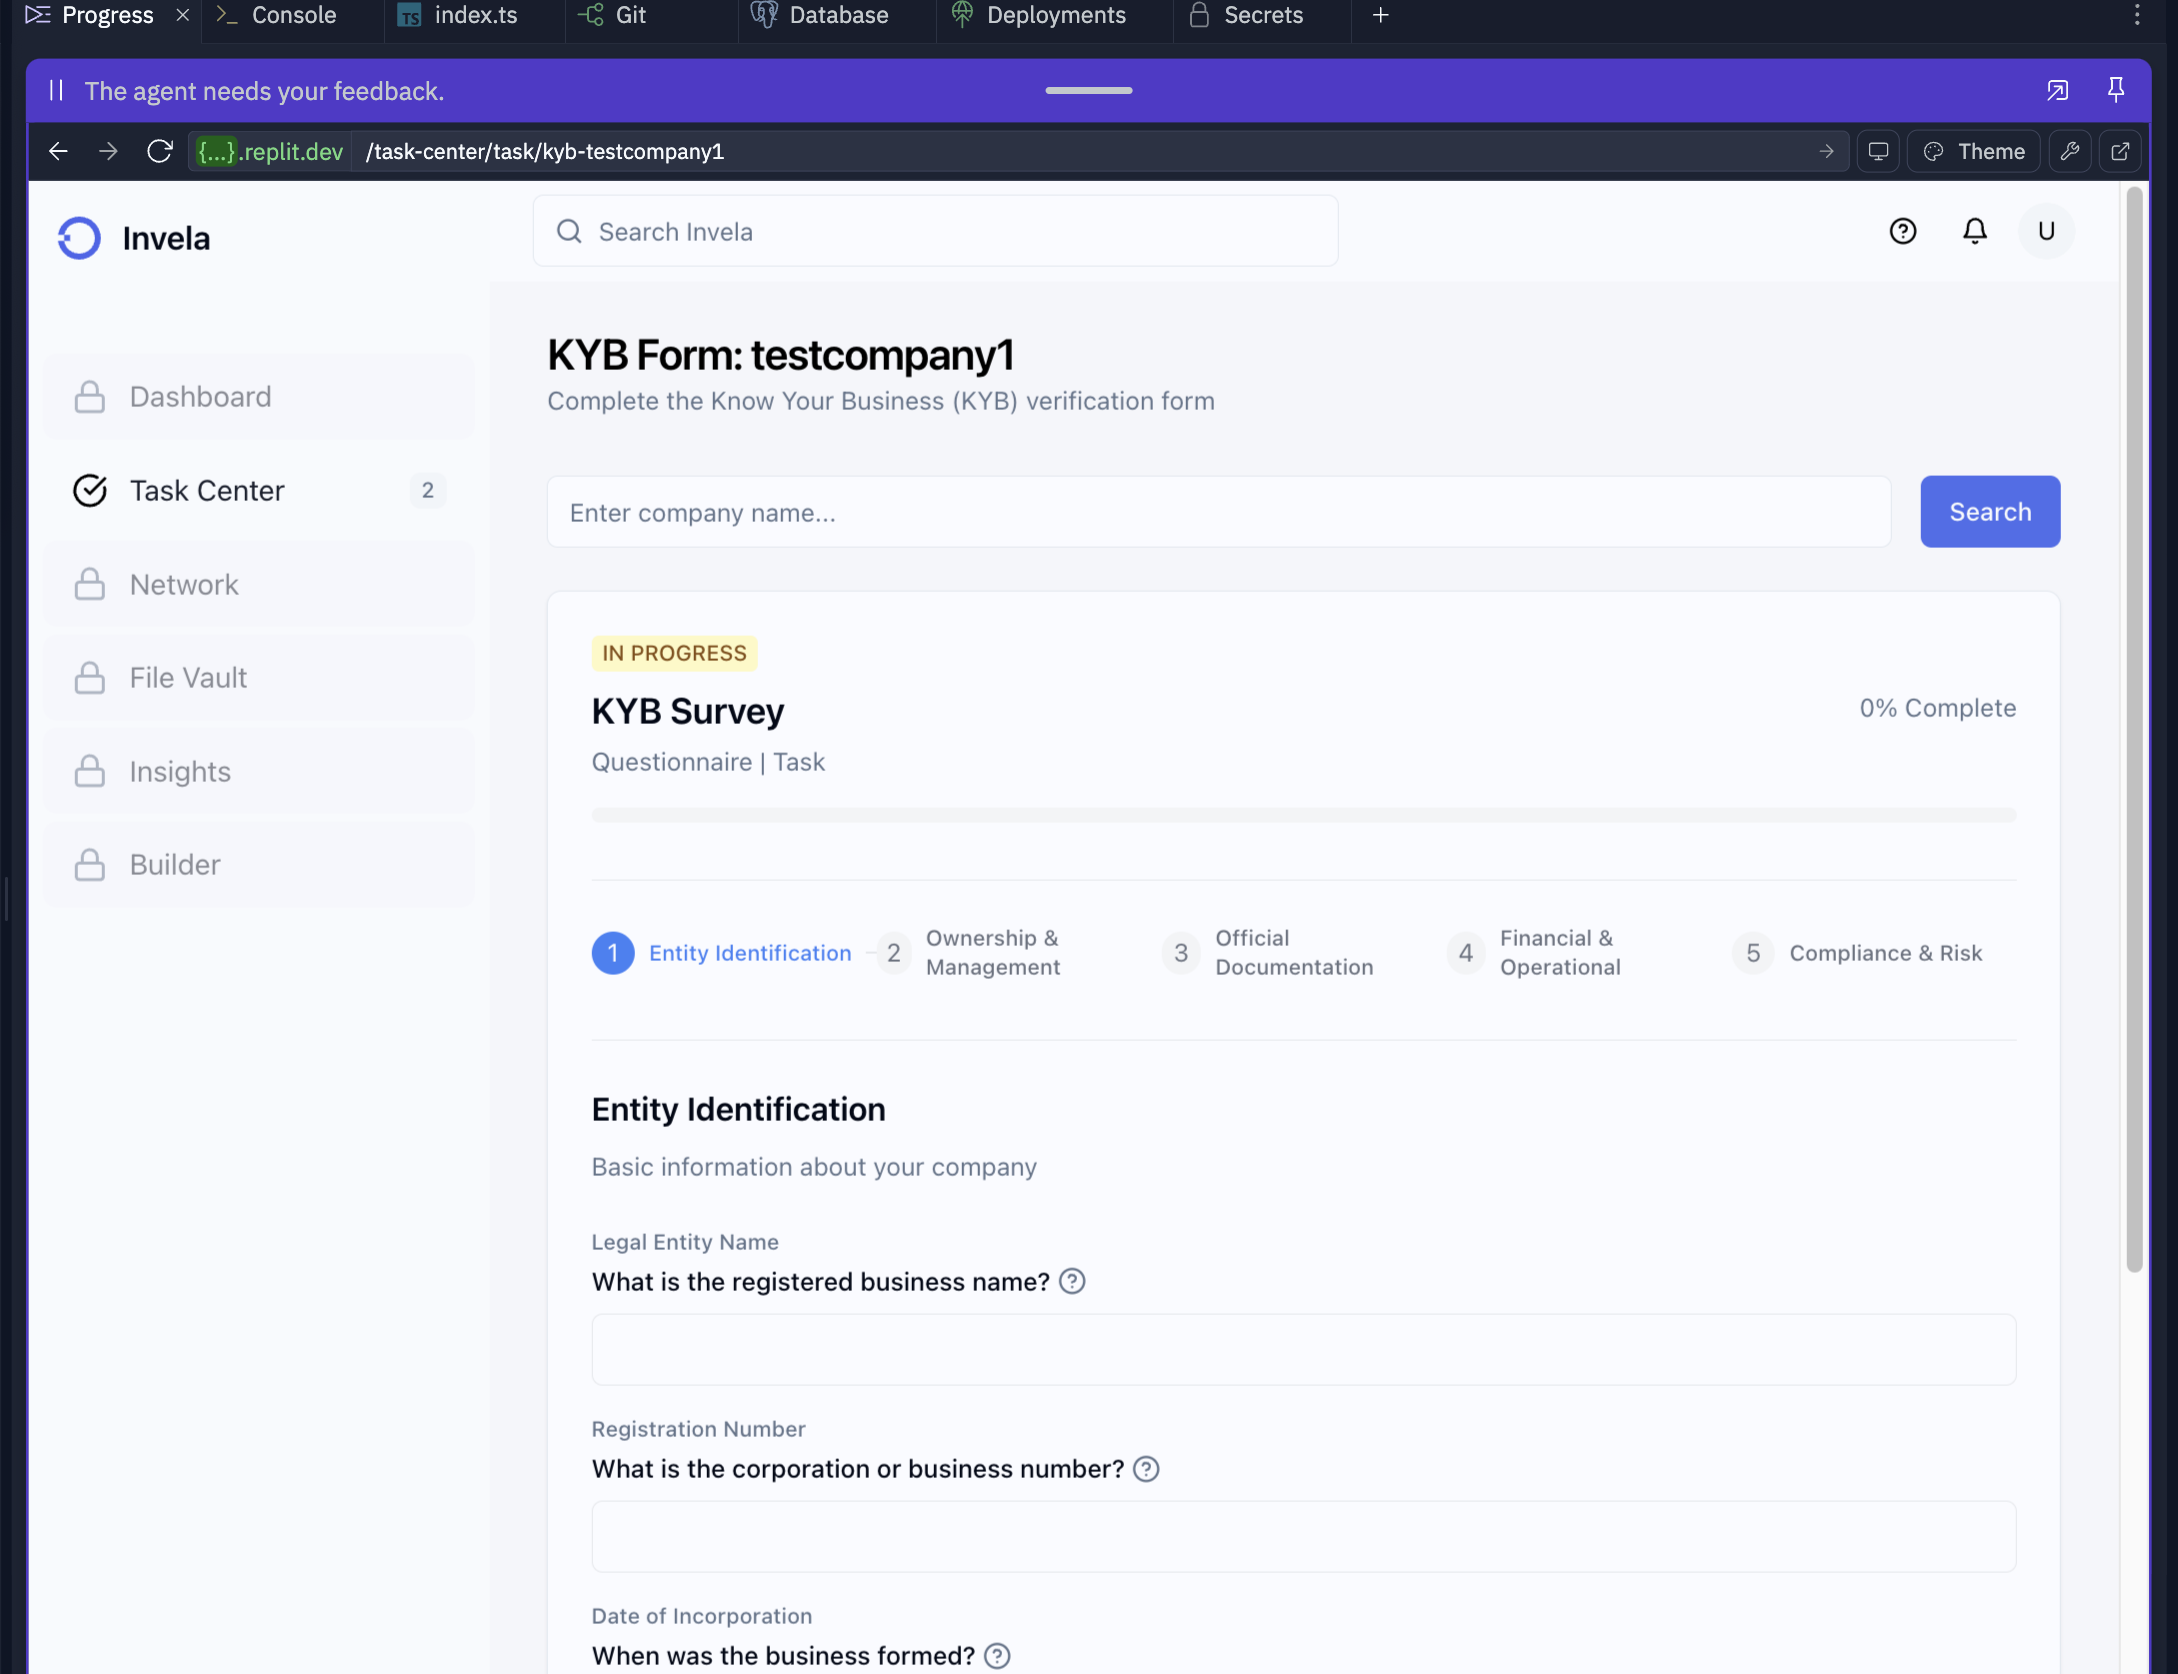 Progress
Console
TS index.ts
Git
Database
Deployments
Secrets
The agent needs your feedback.
{...}.replit.dev /task-center/task/kyb-testcompany1
Theme
Invela
Search Invela
U
Dashboard
Task Center 2
Network
File Vault
Insights
Builder
KYB Form: testcompany1
Complete the Know Your Business (KYB) verification form
Enter company name...
Search
IN PROGRESS
KYB Survey
0% Complete
Questionnaire | Task
1 Entity Identification
2 Ownership &
Management
3 Official
Documentation
4 Financial &
Operational
5 Compliance & Risk
Entity Identification
Basic information about your company
Legal Entity Name
What is the registered business name?
Registration Number
What is the corporation or business number?
Date of Incorporation
When was the business formed?